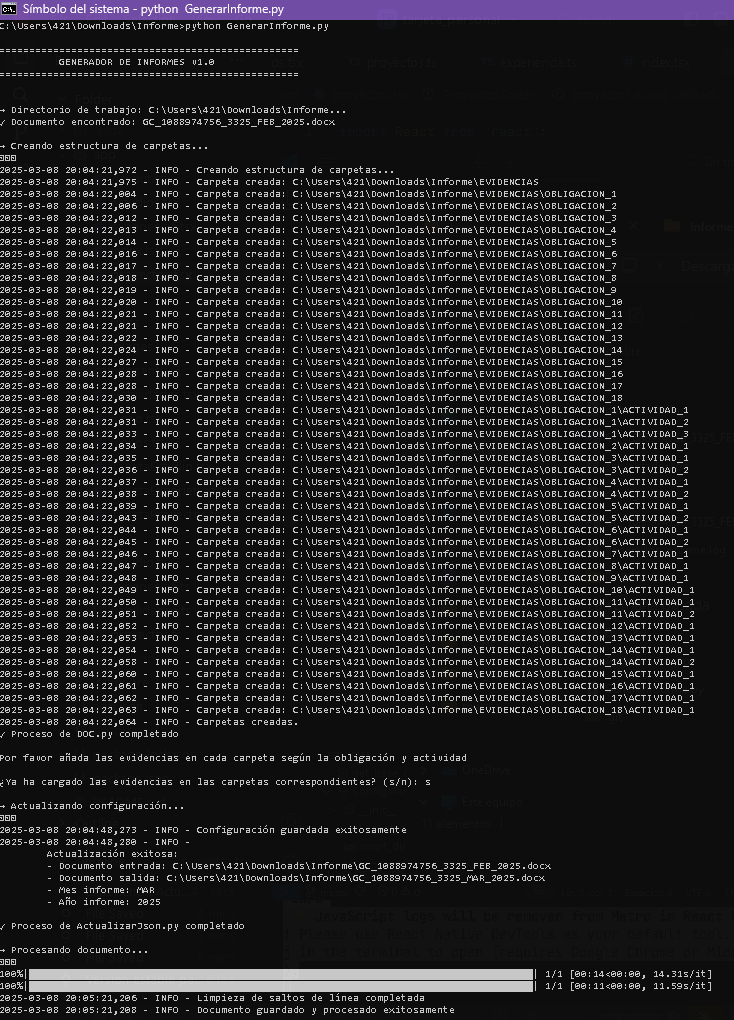 Símbolo del sistema - python GenerarInforme.py
C:\Users\421\Downloads\Informe>python GenerarInforme.py
==================================================
GENERADOR DE INFORMES v1.0
==================================================
→ Directorio de trabajo: C:\Users\421\Downloads\Informe...
✓ Documento encontrado: GC_1088974756_3325_FEB_2025.docx
→ Creando estructura de carpetas...
2025-03-08 20:04:21,972 - INFO - Creando estructura de carpetas...
2025-03-08 20:04:21,975 - INFO - Carpeta creada: C:\Users\421\Downloads\Informe\EVIDENCIAS
2025-03-08 20:04:22,004 - INFO - Carpeta creada: C:\Users\421\Downloads\Informe\EVIDENCIAS\OBLIGACION_1
2025-03-08 20:04:22,006 - INFO - Carpeta creada: C:\Users\421\Downloads\Informe\EVIDENCIAS\OBLIGACION_2
2025-03-08 20:04:22,012 - INFO - Carpeta creada: C:\Users\421\Downloads\Informe\EVIDENCIAS\OBLIGACION_3
2025-03-08 20:04:22,013 - INFO - Carpeta creada: C:\Users\421\Downloads\Informe\EVIDENCIAS\OBLIGACION_4
2025-03-08 20:04:22,014 - INFO - Carpeta creada: C:\Users\421\Downloads\Informe\EVIDENCIAS\OBLIGACION_5
2025-03-08 20:04:22,016 - INFO - Carpeta creada: C:\Users\421\Downloads\Informe\EVIDENCIAS\OBLIGACION_6
2025-03-08 20:04:22,017 - INFO - Carpeta creada: C:\Users\421\Downloads\Informe\EVIDENCIAS\OBLIGACION_7
2025-03-08 20:04:22,018 - INFO - Carpeta creada: C:\Users\421\Downloads\Informe\EVIDENCIAS\OBLIGACION_8
2025-03-08 20:04:22,019 - INFO - Carpeta creada: C:\Users\421\Downloads\Informe\EVIDENCIAS\OBLIGACION_9
2025-03-08 20:04:22,020 - INFO - Carpeta creada: C:\Users\421\Downloads\Informe\EVIDENCIAS\OBLIGACION_10
2025-03-08 20:04:22,021 - INFO - Carpeta creada: C:\Users\421\Downloads\Informe\EVIDENCIAS\OBLIGACION_11
2025-03-08 20:04:22,021 - INFO - Carpeta creada: C:\Users\421\Downloads\Informe\EVIDENCIAS\OBLIGACION_12
2025-03-08 20:04:22,022 - INFO - Carpeta creada: C:\Users\421\Downloads\Informe\EVIDENCIAS\OBLIGACION_13
2025-03-08 20:04:22,024 - INFO - Carpeta creada: C:\Users\421\Downloads\Informe\EVIDENCIAS\OBLIGACION_14
2025-03-08 20:04:22,027 - INFO - Carpeta creada: C:\Users\421\Downloads\Informe\EVIDENCIAS\OBLIGACION_15
2025-03-08 20:04:22,028 - INFO - Carpeta creada: C:\Users\421\Downloads\Informe\EVIDENCIAS\OBLIGACION_16
2025-03-08 20:04:22,028 - INFO - Carpeta creada: C:\Users\421\Downloads\Informe\EVIDENCIAS\OBLIGACION_17
2025-03-08 20:04:22,030 - INFO - Carpeta creada: C:\Users\421\Downloads\Informe\EVIDENCIAS\OBLIGACION_18
2025-03-08 20:04:22,031 - INFO - Carpeta creada: C:\Users\421\Downloads\Informe\EVIDENCIAS\OBLIGACION_1\ACTIVIDAD_1
2025-03-08 20:04:22,031 - INFO - Carpeta creada: C:\Users\421\Downloads\Informe\EVIDENCIAS\OBLIGACION_1\ACTIVIDAD_2
2025-03-08 20:04:22,033 - INFO - Carpeta creada: C:\Users\421\Downloads\Informe\EVIDENCIAS\OBLIGACION_1\ACTIVIDAD_3
2025-03-08 20:04:22,034 - INFO - Carpeta creada: C:\Users\421\Downloads\Informe\EVIDENCIAS\OBLIGACION_2\ACTIVIDAD_1
2025-03-08 20:04:22,035 - INFO - Carpeta creada: C:\Users\421\Downloads\Informe\EVIDENCIAS\OBLIGACION_3\ACTIVIDAD_1
2025-03-08 20:04:22,036 - INFO - Carpeta creada: C:\Users\421\Downloads\Informe\EVIDENCIAS\OBLIGACION_3\ACTIVIDAD_2
2025-03-08 20:04:22,037 - INFO - Carpeta creada: C:\Users\421\Downloads\Informe\EVIDENCIAS\OBLIGACION_4\ACTIVIDAD_1
2025-03-08 20:04:22,038 - INFO - Carpeta creada: C:\Users\421\Downloads\Informe\EVIDENCIAS\OBLIGACION_4\ACTIVIDAD_2
2025-03-08 20:04:22,039 - INFO - Carpeta creada: C:\Users\421\Downloads\Informe\EVIDENCIAS\OBLIGACION_5\ACTIVIDAD_1
2025-03-08 20:04:22,043 - INFO - Carpeta creada: C:\Users\421\Downloads\Informe\EVIDENCIAS\OBLIGACION_5\ACTIVIDAD_2
2025-03-08 20:04:22,044 - INFO - Carpeta creada: C:\Users\421\Downloads\Informe\EVIDENCIAS\OBLIGACION_6\ACTIVIDAD_1
2025-03-08 20:04:22,045 - INFO - Carpeta creada: C:\Users\421\Downloads\Informe\EVIDENCIAS\OBLIGACION_6\ACTIVIDAD_2
2025-03-08 20:04:22,046 - INFO - Carpeta creada: C:\Users\421\Downloads\Informe\EVIDENCIAS\OBLIGACION_7\ACTIVIDAD_1
2025-03-08 20:04:22,047 - INFO - Carpeta creada: C:\Users\421\Downloads\Informe\EVIDENCIAS\OBLIGACION_8\ACTIVIDAD_1
2025-03-08 20:04:22,048 - INFO - Carpeta creada: C:\Users\421\Downloads\Informe\EVIDENCIAS\OBLIGACION_9\ACTIVIDAD_1
2025-03-08 20:04:22,049 - INFO - Carpeta creada: C:\Users\421\Downloads\Informe\EVIDENCIAS\OBLIGACION_10\ACTIVIDAD_1
2025-03-08 20:04:22,050 - INFO - Carpeta creada: C:\Users\421\Downloads\Informe\EVIDENCIAS\OBLIGACION_11\ACTIVIDAD_1
2025-03-08 20:04:22,051 - INFO - Carpeta creada: C:\Users\421\Downloads\Informe\EVIDENCIAS\OBLIGACION_11\ACTIVIDAD_2
2025-03-08 20:04:22,052 - INFO - Carpeta creada: C:\Users\421\Downloads\Informe\EVIDENCIAS\OBLIGACION_12\ACTIVIDAD_1
2025-03-08 20:04:22,053 - INFO - Carpeta creada: C:\Users\421\Downloads\Informe\EVIDENCIAS\OBLIGACION_13\ACTIVIDAD_1
2025-03-08 20:04:22,054 - INFO - Carpeta creada: C:\Users\421\Downloads\Informe\EVIDENCIAS\OBLIGACION_14\ACTIVIDAD_1
2025-03-08 20:04:22,058 - INFO - Carpeta creada: C:\Users\421\Downloads\Informe\EVIDENCIAS\OBLIGACION_14\ACTIVIDAD_2
2025-03-08 20:04:22,060 - INFO - Carpeta creada: C:\Users\421\Downloads\Informe\EVIDENCIAS\OBLIGACION_15\ACTIVIDAD_1
2025-03-08 20:04:22,061 - INFO - Carpeta creada: C:\Users\421\Downloads\Informe\EVIDENCIAS\OBLIGACION_16\ACTIVIDAD_1
2025-03-08 20:04:22,062 - INFO - Carpeta creada: C:\Users\421\Downloads\Informe\EVIDENCIAS\OBLIGACION_17\ACTIVIDAD_1
2025-03-08 20:04:22,063 - INFO - Carpeta creada: C:\Users\421\Downloads\Informe\EVIDENCIAS\OBLIGACION_18\ACTIVIDAD_1
2025-03-08 20:04:22,064 - INFO - Carpetas creadas.
✓ Proceso de DOC.py completado
Por favor añada las evidencias en cada carpeta según la obligación y actividad
¿Ya ha cargado las evidencias en las carpetas correspondientes? (s/n): s
→ Actualizando configuración...
2025-03-08 20:04:48,273 - INFO - Configuración guardada exitosamente
2025-03-08 20:04:48,280 - INFO -
Actualización exitosa:
- Documento entrada: C:\Users\421\Downloads\Informe\GC_1088974756_3325_FEB_2025.docx
- Documento salida: C:\Users\421\Downloads\Informe\GC_1088974756_3325_MAR_2025.docx
- Mes informe: MAR
- Año informe: 2025
✓ Proceso de ActualizarJson.py completado
→ Procesando documento...
100%| | 1/1 [00:14<00:00, 14.31s/it]
100%| | 1/1 [00:11<00:00, 11.59s/it]
2025-03-08 20:05:21,206 - INFO - Limpieza de saltos de línea completada
2025-03-08 20:05:21,208 - INFO - Documento guardado y procesado exitosamente